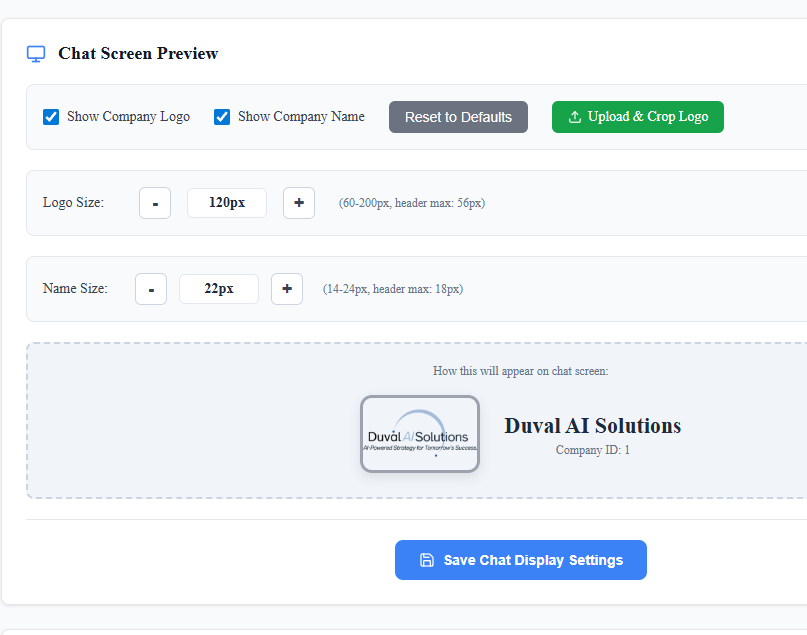 Chat Screen Preview
Show Company Logo Show Company Name Reset to Defaults Upload & Crop Logo
Logo Size: - 120px + (60-200px, header max: 56px)
Name Size: - 22px + (14-24px, header max: 18px)
How this will appear on chat screen:
Duval AI Solutions
AI-Powered Strategy for Tomorrow's Success.
Duval AI Solutions
Company ID: 1
Save Chat Display Settings